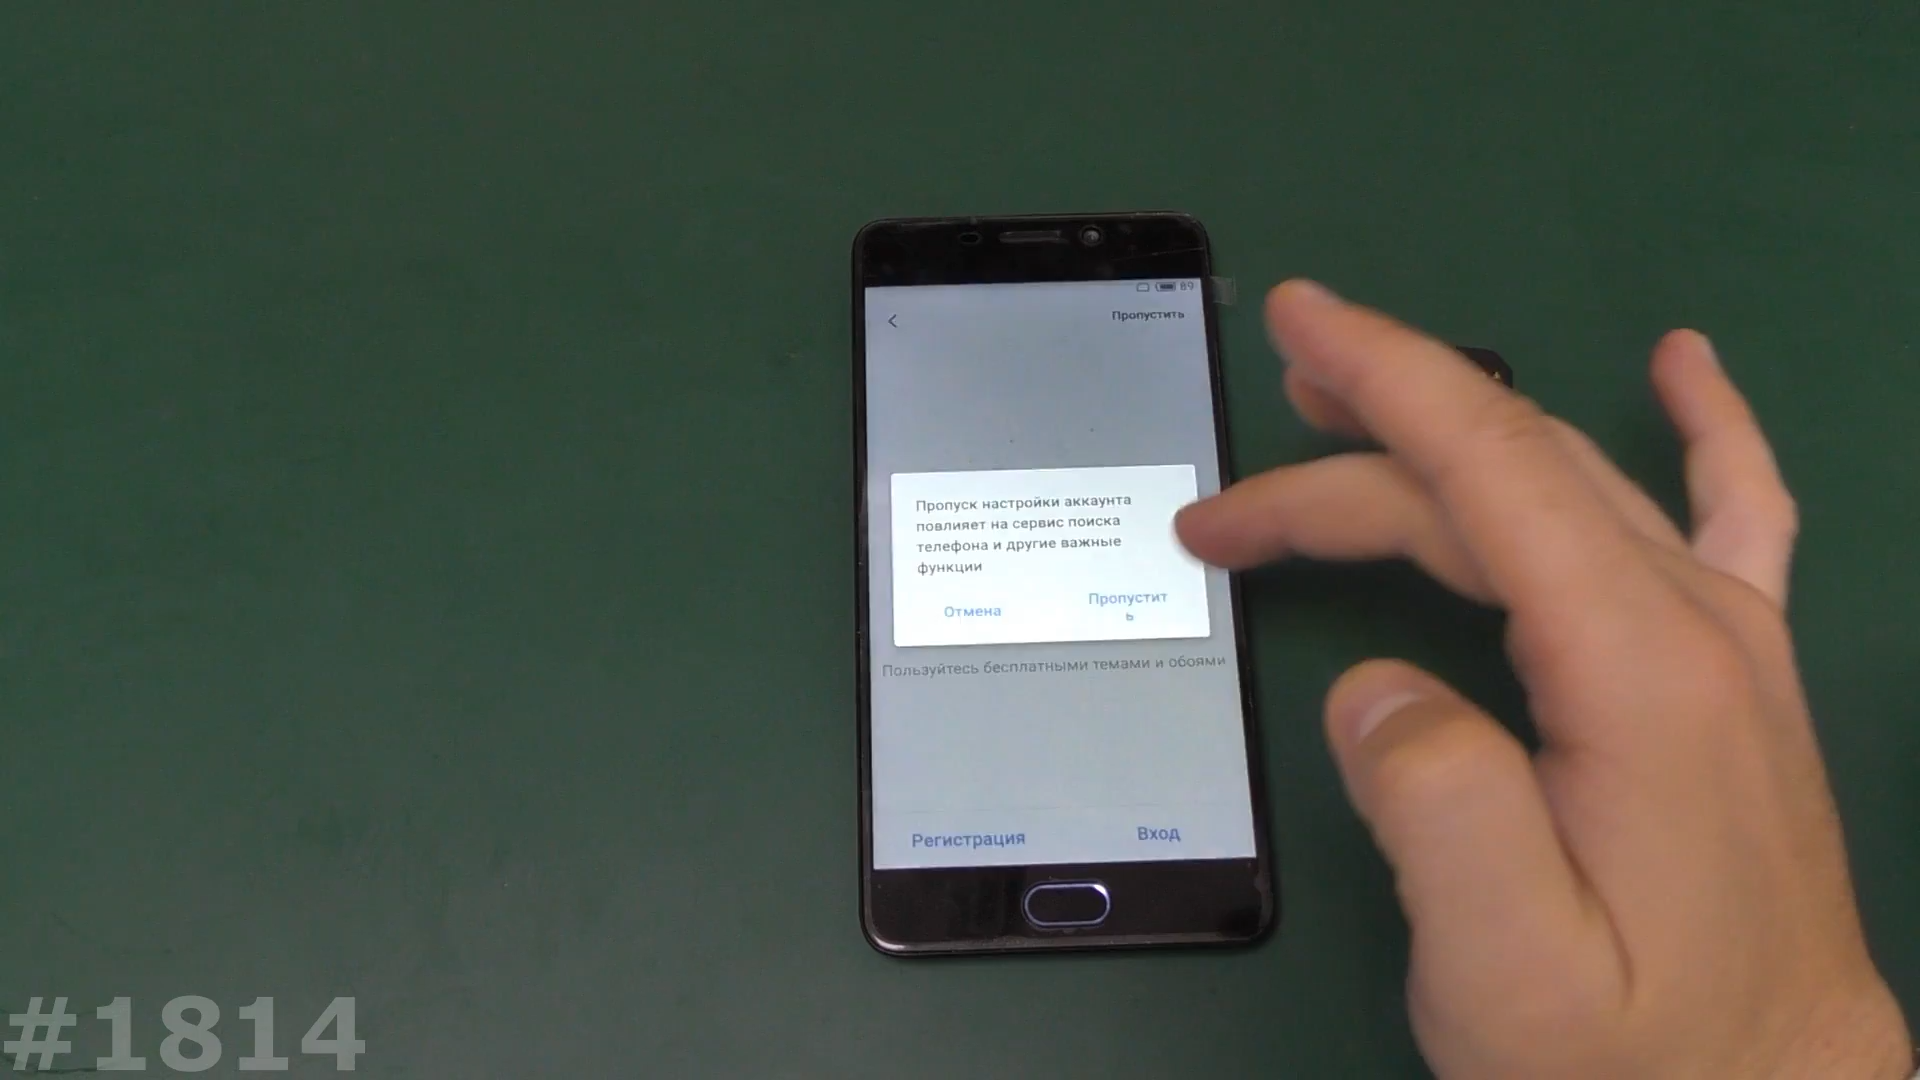 89
Пропустить
Пропуск настройки аккаунта
повлияет на сервис поиска
телефона и другие важные
функции
Отмена
Пропустит
ь
Пользуйтесь бесплатными темами и обоями
Регистрация
Вход
#1814